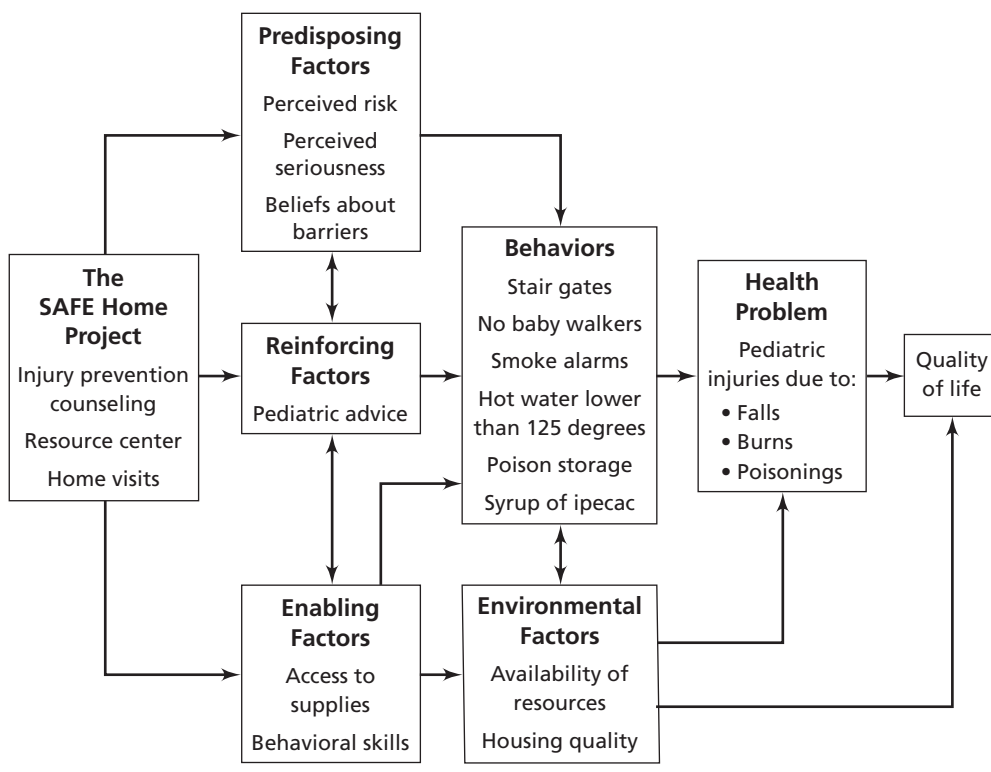 The
SAFE Home
Project
Injury prevention
counseling
Resource center
Home visits
Predisposing
Factors
Perceived risk
Perceived
seriousness
Beliefs about
barriers
Reinforcing
Factors
Pediatric advice
Enabling
Factors
Access to
supplies
Behavioral skills
Behaviors
Stair gates
No baby walkers
Smoke alarms
Hot water lower
than 125 degrees
Poison storage
Syrup of ipecac
Environmental
Factors
Availability of
resources
Housing quality
Health
Problem
Pediatric
injuries due to:
• Falls
• Burns
• Poisonings
Quality
of life